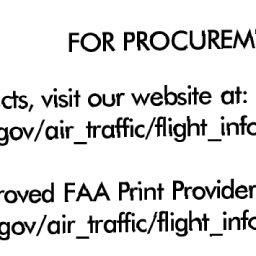 FOR PROCUREM
cts, visit our website at:
gov/air_traffic/flight_info
roved FAA Print Provider
gov/air_traffic/flight_info